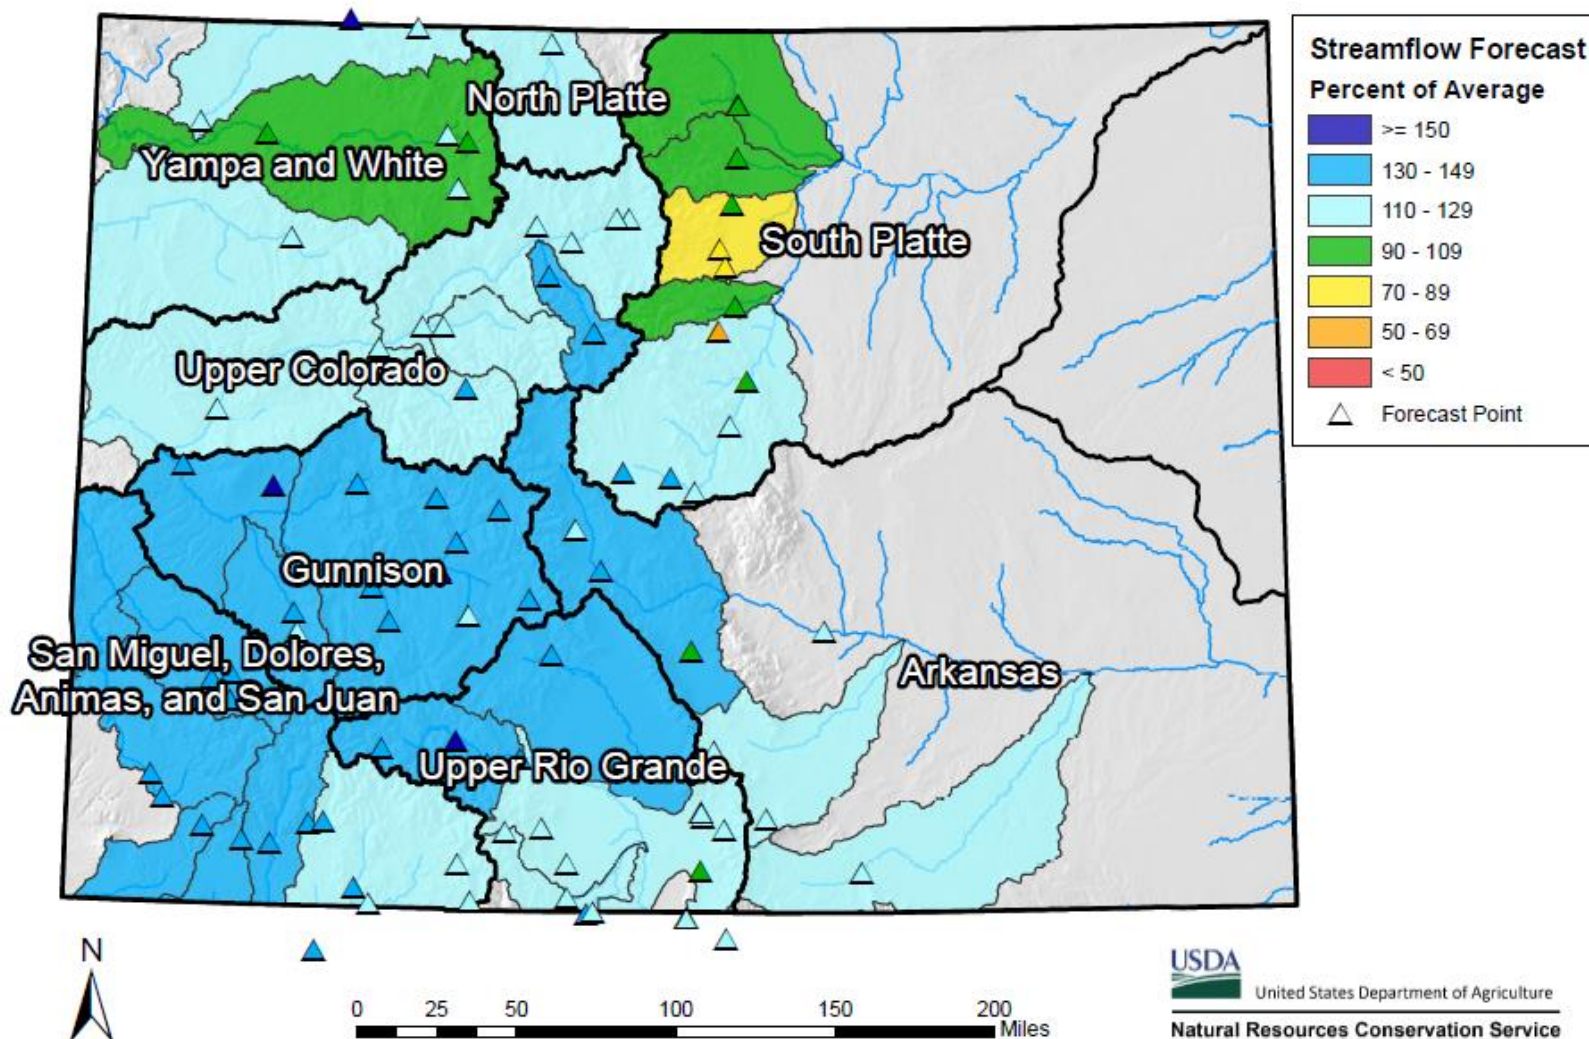 North Platte
Yampa and White
South Platte
Upper Colorado
Gunnison
San Miguel, Dolores,
Animas, and San Juan
Arkansas
Upper Rio Grande
Streamflow Forecast
Percent of Average
>= 150
130 - 149
110 - 129
90 - 109
70 - 89
50 - 69
< 50
Forecast Point
N
0 25 50 100 150 200
Miles
USDA
United States Department of Agriculture
Natural Resources Conservation Service